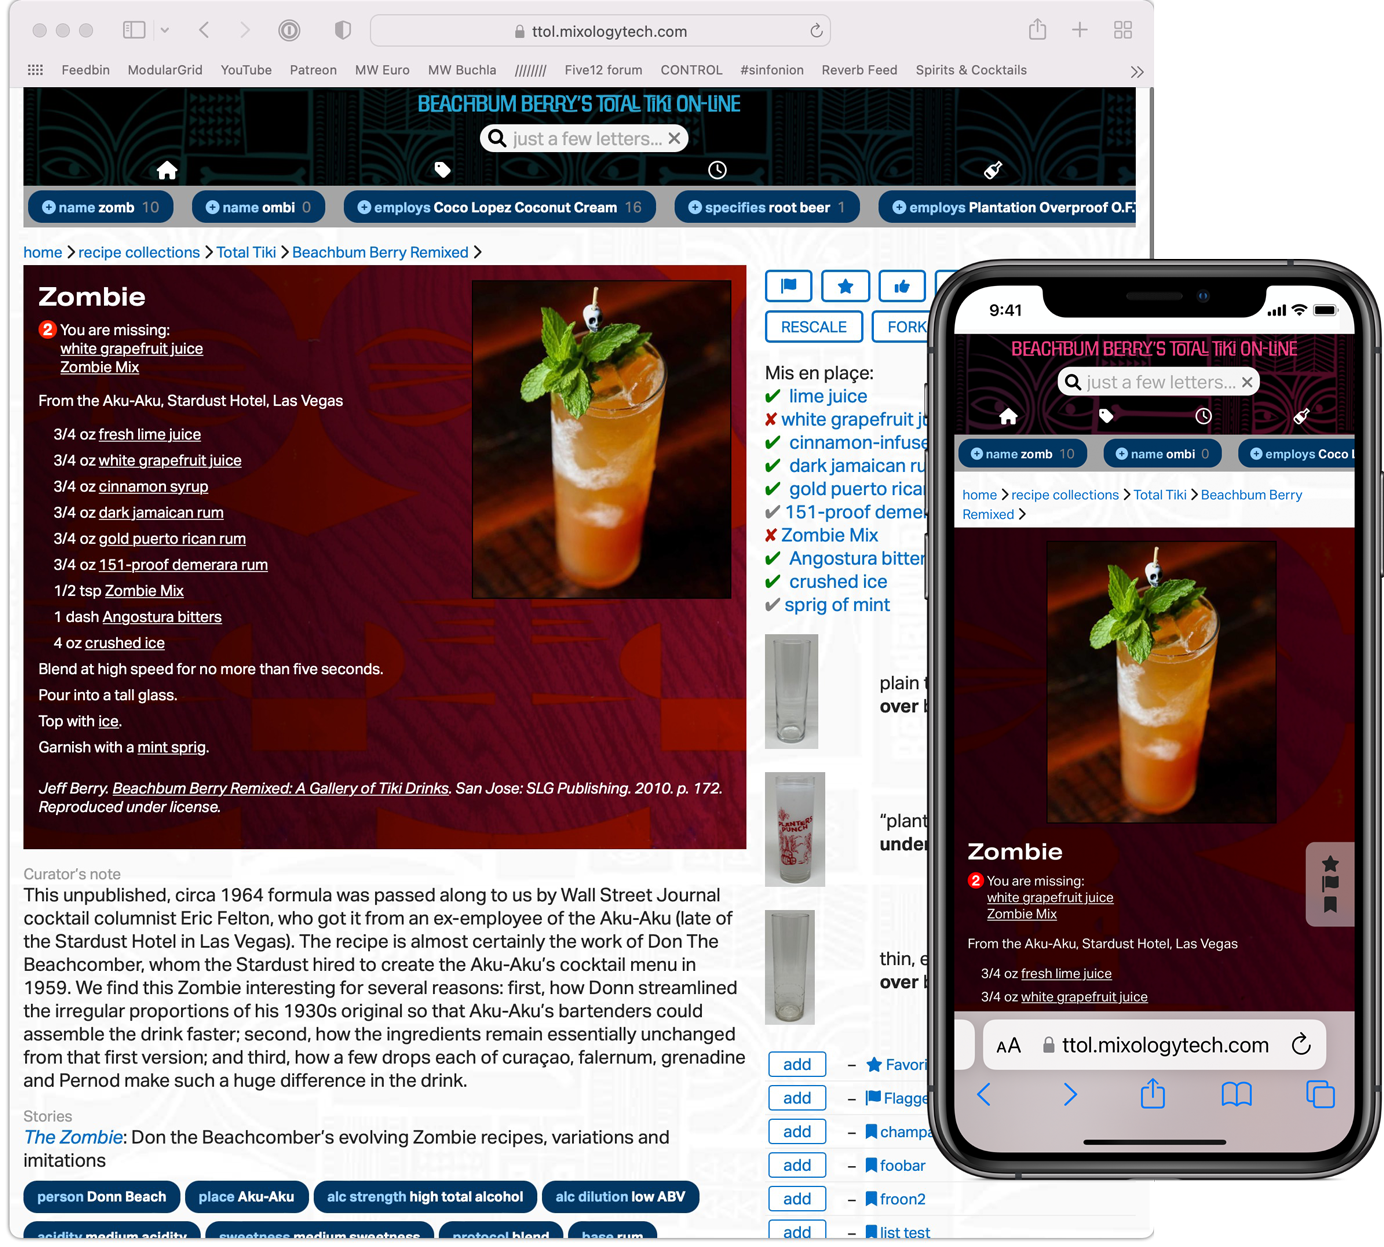 ttol.mixologytech.com
Feedbin ModularGrid YouTube Patreon MW Euro MW Buchla //////// Five12 forum CONTROL #sinfonion Reverb Feed Spirits & Cocktails
BEACHBUM BERRY'S TOTAL TIKI ON-LINE
just a few letters...
name zomb 10 name ombi 0 employs Coco Lopez Coconut Cream 16 specifies root beer 1 employs Plantation Overproof O.F.
home > recipe collections > Total Tiki > Beachbum Berry Remixed >
Zombie
2 You are missing:
white grapefruit juice
Zombie Mix
From the Aku-Aku, Stardust Hotel, Las Vegas
3/4 oz fresh lime juice
3/4 oz white grapefruit juice
3/4 oz cinnamon syrup
3/4 oz dark jamaican rum
3/4 oz gold puerto rican rum
3/4 oz 151-proof demerara rum
1/2 tsp Zombie Mix
1 dash Angostura bitters
4 oz crushed ice
Blend at high speed for no more than five seconds.
Pour into a tall glass.
Top with ice.
Garnish with a mint sprig.
Jeff Berry. Beachbum Berry Remixed: A Gallery of Tiki Drinks. San Jose: SLG Publishing. 2010. p. 172.
Reproduced under license.
Curator's note
This unpublished, circa 1964 formula was passed along to us by Wall Street Journal
cocktail columnist Eric Felton, who got it from an ex-employee of the Aku-Aku (late of
the Stardust Hotel in Las Vegas). The recipe is almost certainly the work of Don The
Beachcomber, whom the Stardust hired to create the Aku-Aku's cocktail menu in
1959. We find this Zombie interesting for several reasons: first, how Donn streamlined
the irregular proportions of his 1930s original so that Aku-Aku's bartenders could
assemble the drink faster; second, how the ingredients remain essentially unchanged
from that first version; and third, how a few drops each of curaçao, falernum, grenadine
and Pernod make such a huge difference in the drink.
Stories
The Zombie: Don the Beachcomber's evolving Zombie recipes, variations and
imitations
person Donn Beach place Aku-Aku alc strength high total alcohol alc dilution low ABV
acidity medium acidity sweetness medium sweetness protocol blend base rum
RESCALE FORK
Mis en plaçe:
✔ lime juice
✘ white grapefruit ju
✔ cinnamon-infuse
✔ dark jamaican ru
✔ gold puerto rica
✔ 151-proof demer
✘ Zombie Mix
✔ Angostura bitter
✔ crushed ice
✔ sprig of mint
plain t
over b
PLANTERS
PUNCH
"plant
under
thin, e
over b
add – Favori
add – Flagge
add – champa
add – foobar
add – froon2
add – list test
9:41
BEACHBUM BERRY'S TOTAL TIKI ON-LINE
just a few letters...
name zomb 10 name ombi 0 employs Coco L
home > recipe collections > Total Tiki > Beachbum Berry
Remixed >
Zombie
2 You are missing:
white grapefruit juice
Zombie Mix
From the Aku-Aku, Stardust Hotel, Las Vegas
3/4 oz fresh lime juice
3/4 oz white grapefruit juice
AA ttol.mixologytech.com